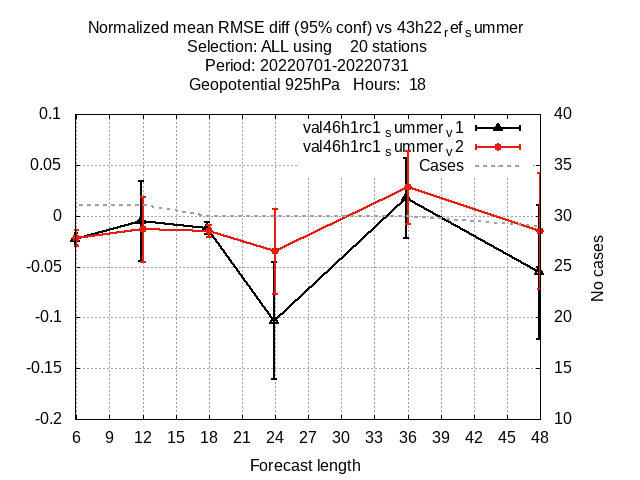 Normalized mean RMSE diff (95% conf) vs 43h22refsummer
Selection: ALL using 20 stations
Period: 20220701-20220731
Geopotential 925hPa Hours: 18
val46h1rc1summerv1
val46h1rc1summerv2
Cases
0.1
0.05
0
-0.05
-0.1
-0.15
-0.2
40
35
30
25
20
15
10
No cases
6 9 12 15 18 21 24 27 30 33 36 39 42 45 48
Forecast length